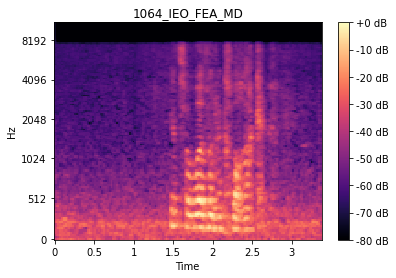 1064_IEO_FEA_MD
Hz
8192
4096
2048
1024
512
0
0 0.5 1 1.5 2 2.5 3
Time
+0 dB
-10 dB
-20 dB
-30 dB
-40 dB
-50 dB
-60 dB
-70 dB
-80 dB